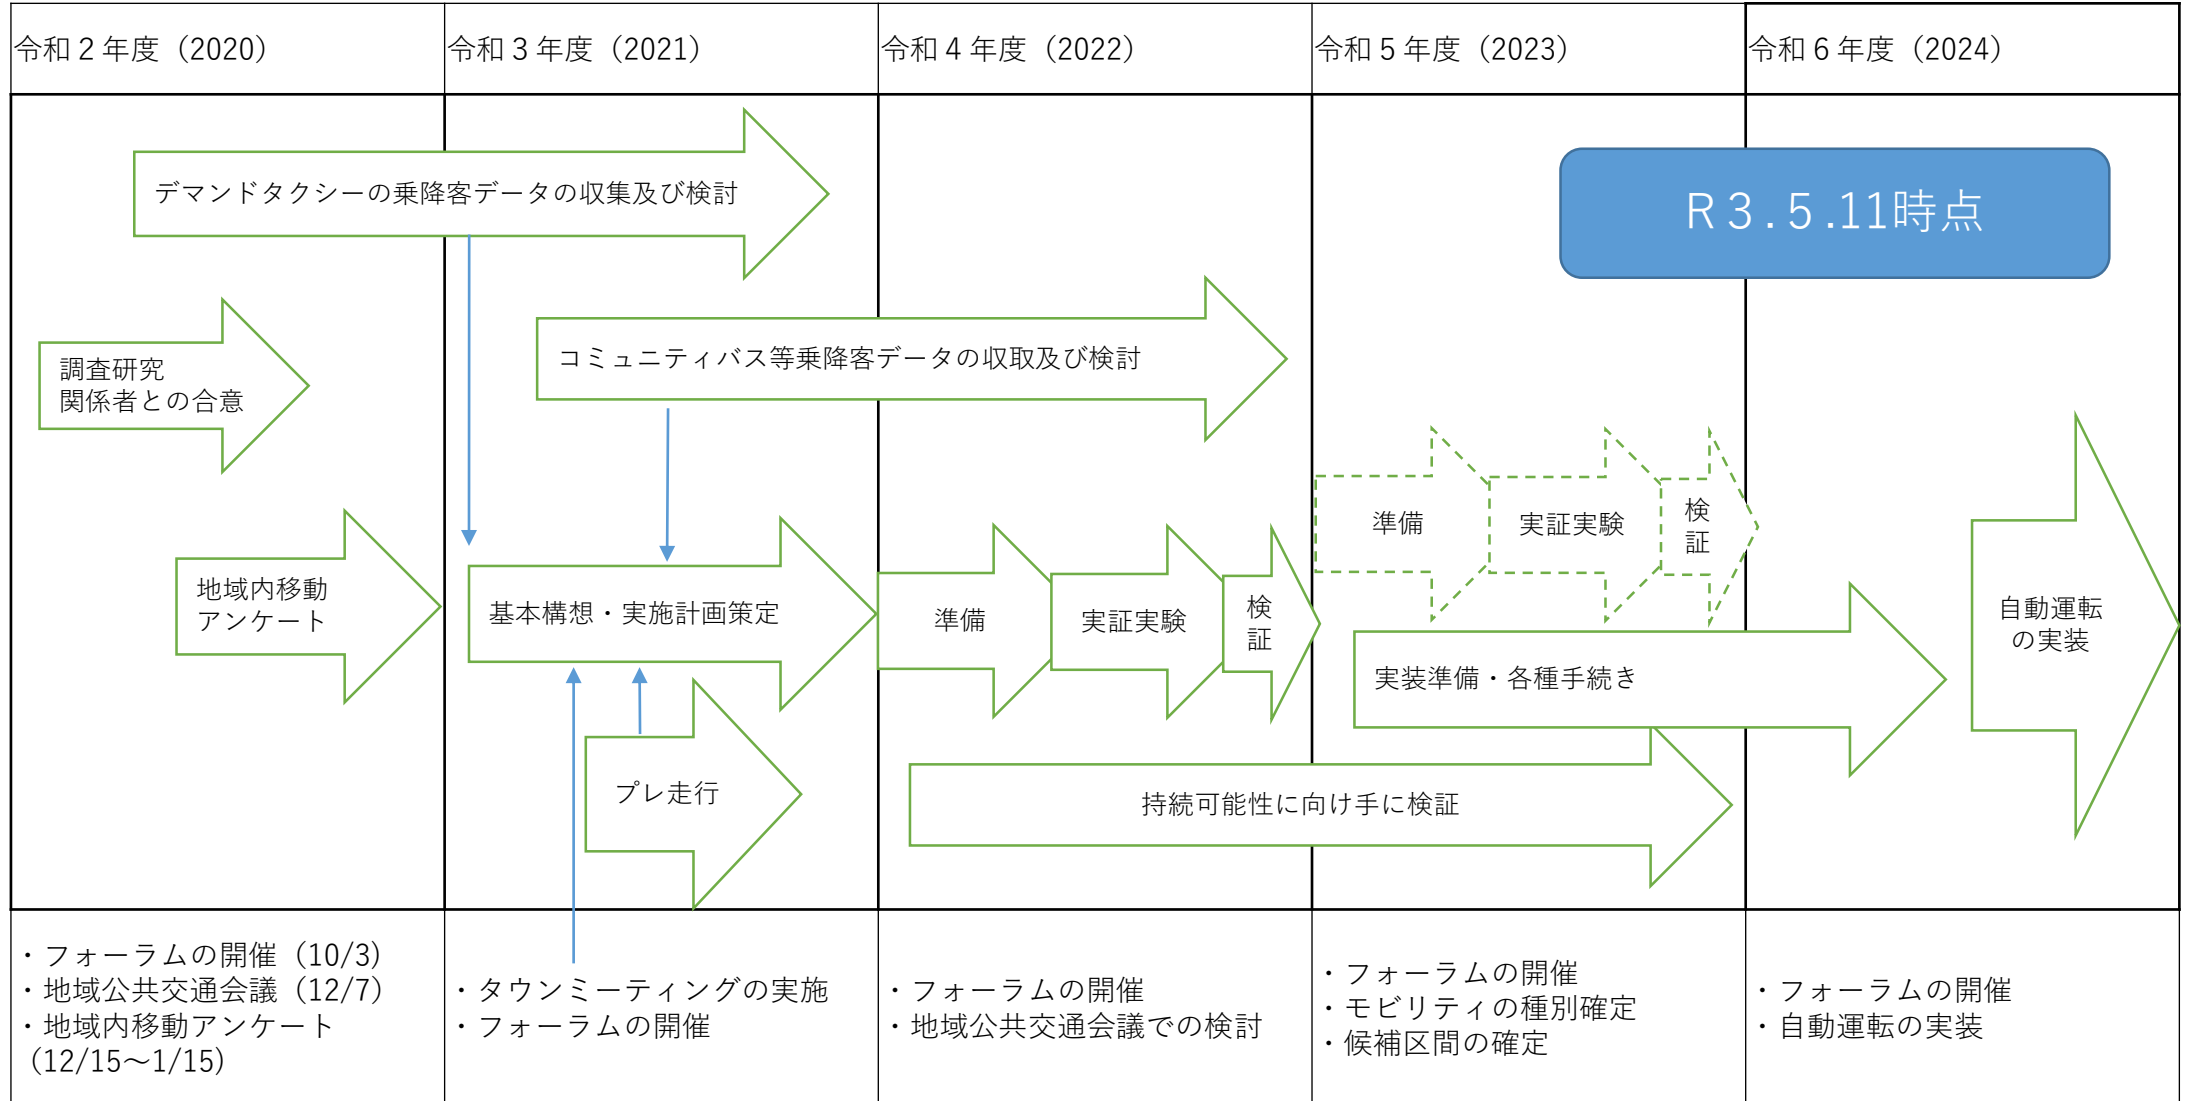 令和２年度（2020）
令和３年度（2021）
令和４年度（2022）
令和５年度（2023）
令和６年度（2024）
デマンドタクシーの乗降客データの収集及び検討
Ｒ３.５.11時点
コミュニティバス等乗降客データの収取及び検討
調査研究
関係者との合意
地域内移動
アンケート
基本構想・実施計画策定
準備
実証実験
検
証
準備
実証実験
検
証
実装準備・各種手続き
自動運転
の実装
プレ走行
持続可能性に向け手に検証
・フォーラムの開催（10/3）
・地域公共交通会議（12/7）
・地域内移動アンケート
（12/15～1/15）
・タウンミーティングの実施
・フォーラムの開催
・フォーラムの開催
・地域公共交通会議での検討
・フォーラムの開催
・モビリティの種別確定
・候補区間の確定
・フォーラムの開催
・自動運転の実装